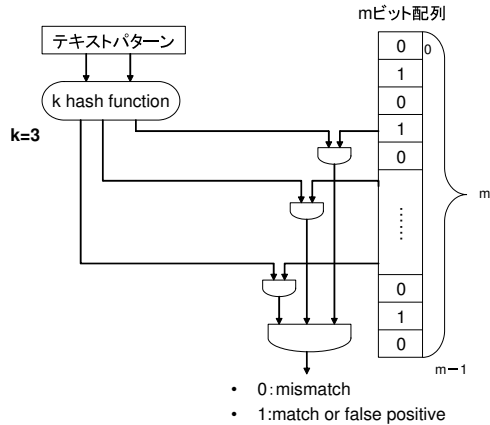 mビット配列
テキストパターン
k hash function
k=3
0
0
1
0
1
0
……
0
1
0
m
m－1
• 0：mismatch
• 1:match or false positive